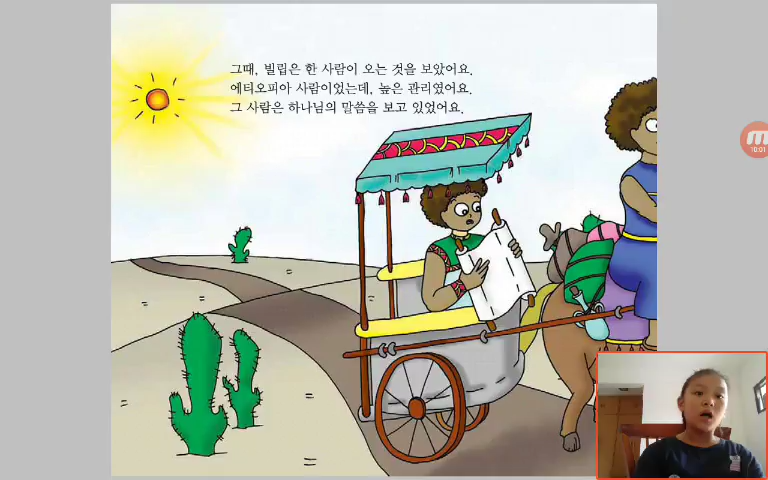 그때, 빌립은 한 사람이 오는 것을 보았어요.
에티오피아 사람이었는데, 높은 관리였어요.
그 사람은 하나님의 말씀을 보고 있었어요.
10:01